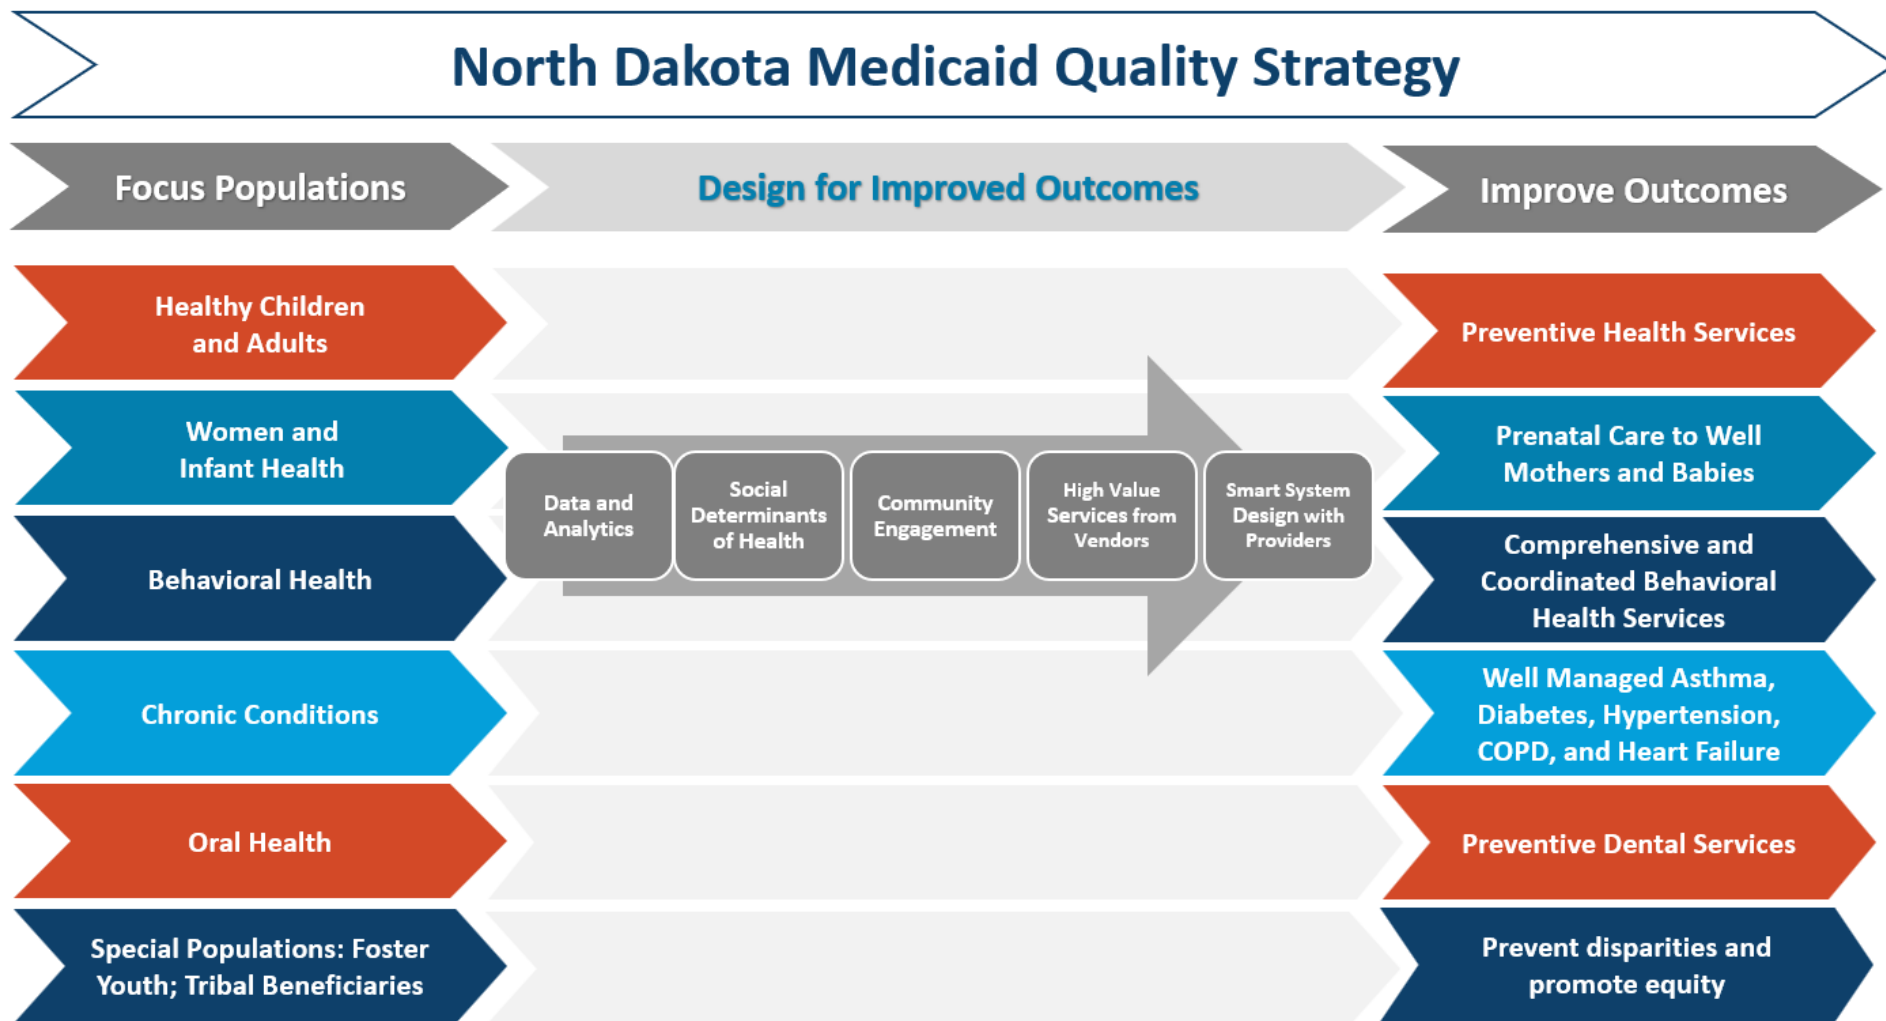 North Dakota Medicaid Quality Strategy
Focus Populations
Design for Improved Outcomes
Improve Outcomes
Healthy Children
and Adults
Women and
Infant Health
Behavioral Health
Chronic Conditions
Oral Health
Special Populations: Foster
Youth; Tribal Beneficiaries
Data and
Analytics
Social
Determinants
of Health
Community
Engagement
High Value
Services from
Vendors
Smart System
Design with
Providers
Preventive Health Services
Prenatal Care to Well
Mothers and Babies
Comprehensive and
Coordinated Behavioral
Health Services
Well Managed Asthma,
Diabetes, Hypertension,
COPD, and Heart Failure
Preventive Dental Services
Prevent disparities and
promote equity